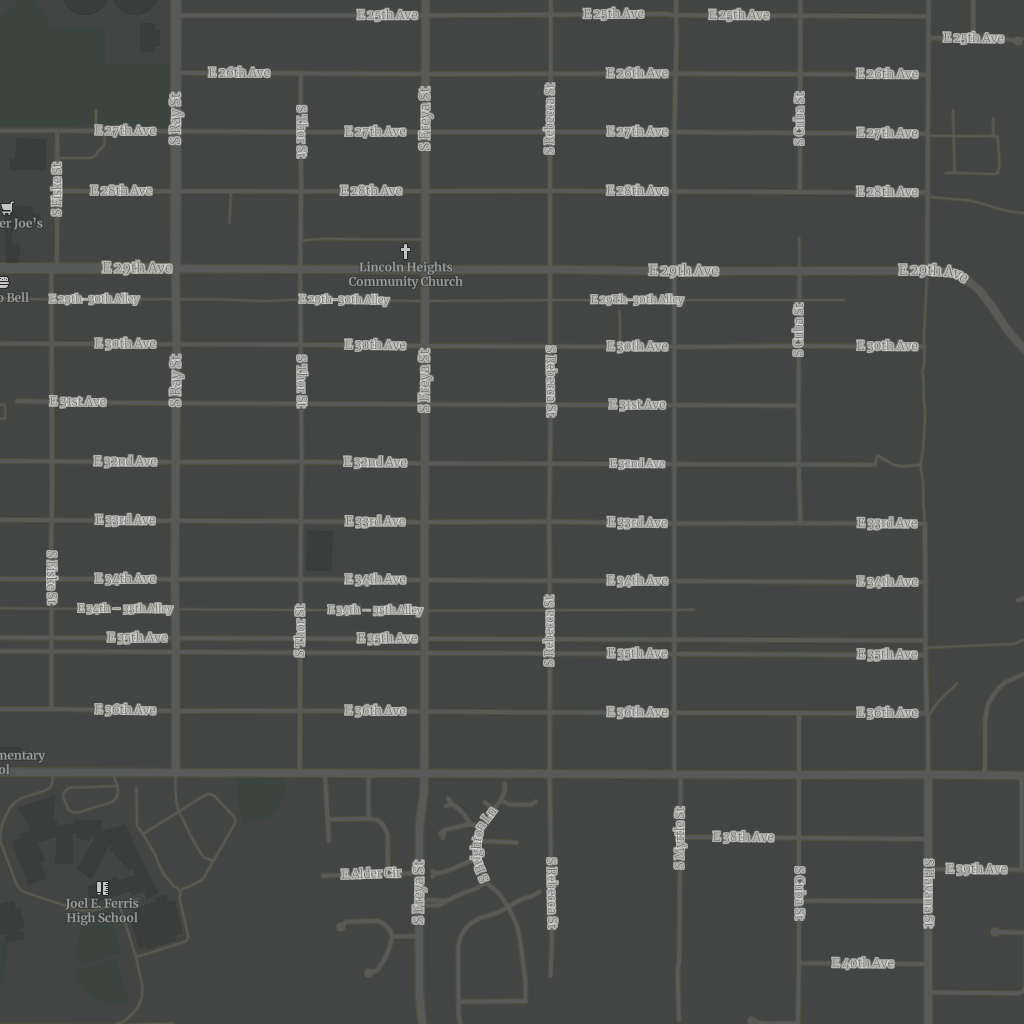 E 25th Ave
E 25th Ave
E 25th Ave
E 25th Ave
E 26th Ave
E 26th Ave
E 26th Ave
S Ray St
S Thor St
S Freya St
S Rebecca St
S Cuba St
E 27th Ave
E 27th Ave
E 27th Ave
E 27th Ave
S Fiske St
E 28th Ave
E 28th Ave
E 28th Ave
E 28th Ave
er Joe's
E 29th Ave
Lincoln Heights
Community Church
E 29th Ave
E 29th Ave
o Bell
E 29th-30th Alley
E 29th-30th Alley
E 29th-30th Alley
S Cuba St
E 30th Ave
E 30th Ave
E 30th Ave
E 30th Ave
S Ray St
S Thor St
S Freya St
S Rebecca St
E 31st Ave
E 31st Ave
E 32nd Ave
E 32nd Ave
E 32nd Ave
E 33rd Ave
E 33rd Ave
E 33rd Ave
E 33rd Ave
S Fiske St
E 34th Ave
E 34th Ave
E 34th Ave
E 34th Ave
E 34th – 35th Alley
E 34th – 35th Alley
S Thor St
S Rebecca St
E 35th Ave
E 35th Ave
E 35th Ave
E 35th Ave
E 36th Ave
E 36th Ave
E 36th Ave
E 36th Ave
mentary
ol
S Brighton Ln
S Myrtle St
E 38th Ave
E Alder Cir
S Freya St
S Rebecca St
S Cuba St
S Havana St
E 39th Ave
Joel E. Ferris
High School
E 40th Ave